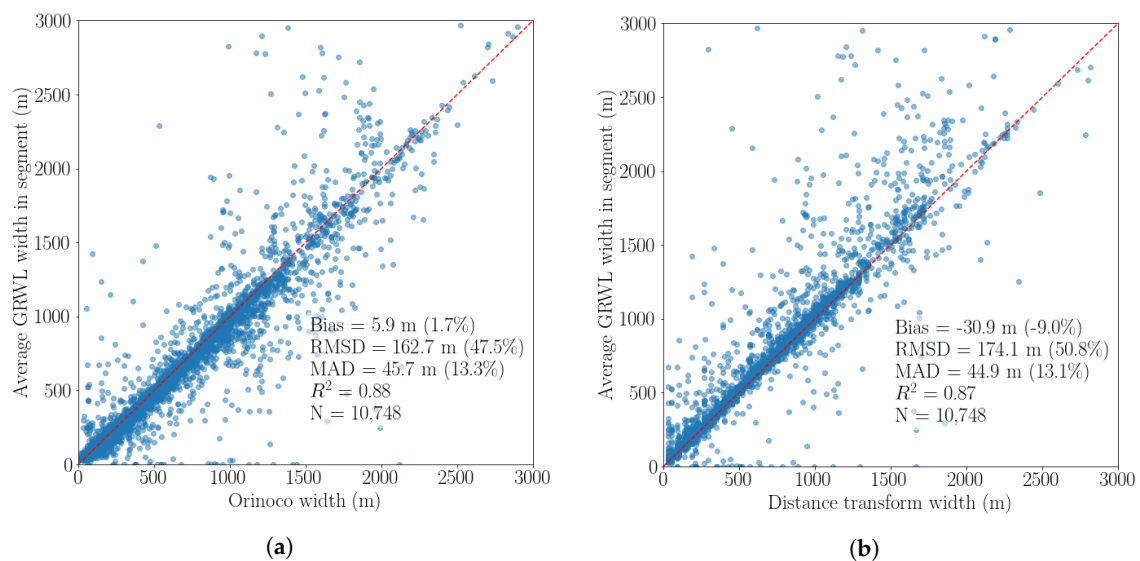 3000
2500
2000
1500
1000
500
0
Average GRWL width in segment (m)
Bias = 5.9 m (1.7%)
RMSD = 162.7 m (47.5%)
MAD = 45.7 m (13.3%)
R² = 0.88
N = 10,748
0 500 1000 1500 2000 2500 3000
Orinoco width (m)
(a)
3000
2500
2000
1500
1000
500
0
Average GRWL width in segment (m)
Bias = -30.9 m (-9.0%)
RMSD = 174.1 m (50.8%)
MAD = 44.9 m (13.1%)
R² = 0.87
N = 10,748
0 500 1000 1500 2000 2500 3000
Distance transform width (m)
(b)